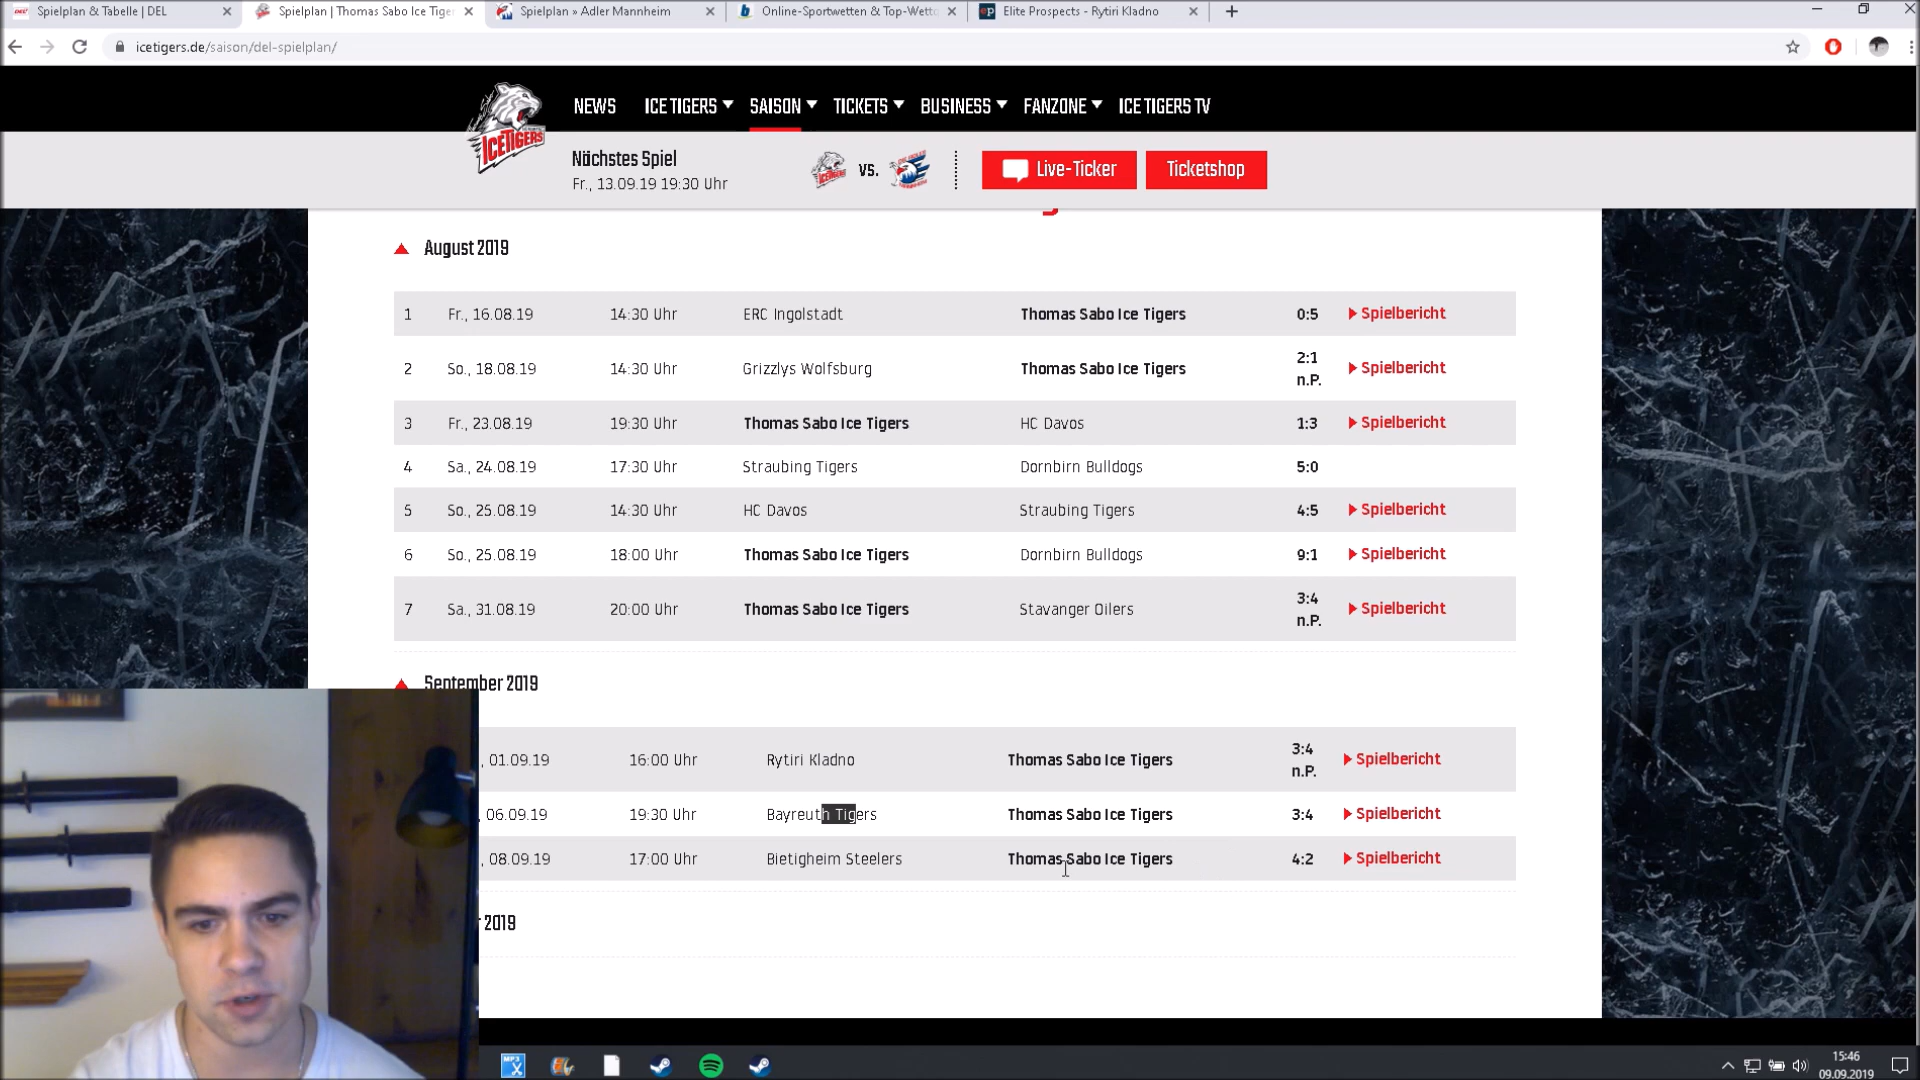 Spielplan & Tabelle | DEL
Spielplan | Thomas Sabo Ice Tige
Spielplan » Adler Mannheim
Online-Sportwetten & Top-Wett
Elite Prospects - Rytiri Kladno
icetigers.de/saison/del-spielplan/
ICETIGERS
NEWS ICE TIGERS SAISON TICKETS BUSINESS FANZONE ICE TIGERS TV
Nächstes Spiel
Fr., 13.09.19 19:30 Uhr
vs.
Live-Ticker
Ticketshop
August 2019
1 Fr., 16.08.19 14:30 Uhr ERC Ingolstadt Thomas Sabo Ice Tigers 0:5 Spielbericht
2 So., 18.08.19 14:30 Uhr Grizzlys Wolfsburg Thomas Sabo Ice Tigers 2:1 n.P. Spielbericht
3 Fr., 23.08.19 19:30 Uhr Thomas Sabo Ice Tigers HC Davos 1:3 Spielbericht
4 Sa., 24.08.19 17:30 Uhr Straubing Tigers Dornbirn Bulldogs 5:0
5 So., 25.08.19 14:30 Uhr HC Davos Straubing Tigers 4:5 Spielbericht
6 So., 25.08.19 18:00 Uhr Thomas Sabo Ice Tigers Dornbirn Bulldogs 9:1 Spielbericht
7 Sa., 31.08.19 20:00 Uhr Thomas Sabo Ice Tigers Stavanger Oilers 3:4 n.P. Spielbericht
September 2019
, 01.09.19 16:00 Uhr Rytiri Kladno Thomas Sabo Ice Tigers 3:4 n.P. Spielbericht
, 06.09.19 19:30 Uhr Bayreuth Tigers Thomas Sabo Ice Tigers 3:4 Spielbericht
, 08.09.19 17:00 Uhr Bietigheim Steelers Thomas Sabo Ice Tigers 4:2 Spielbericht
2019
MP3
15:46
09.09.2019